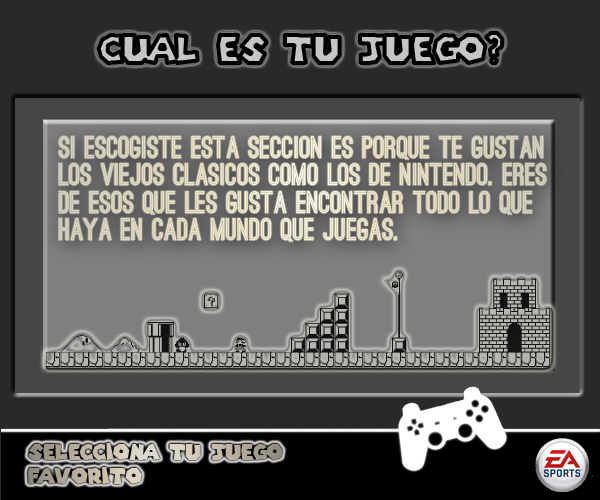 CUAL ES TU JUEGO?
SI ESCOGISTE ESTA SECCION ES PORQUE TE GUSTAN
LOS VIEJOS CLASICOS COMO LOS DE NINTENDO. ERES
DE ESOS QUE LES GUSTA ENCONTRAR TODO LO QUE
HAYA EN CADA MUNDO QUE JUEGAS.
?
SELECCIONA TU JUEGO
FAVORITO
EA
SPORTS